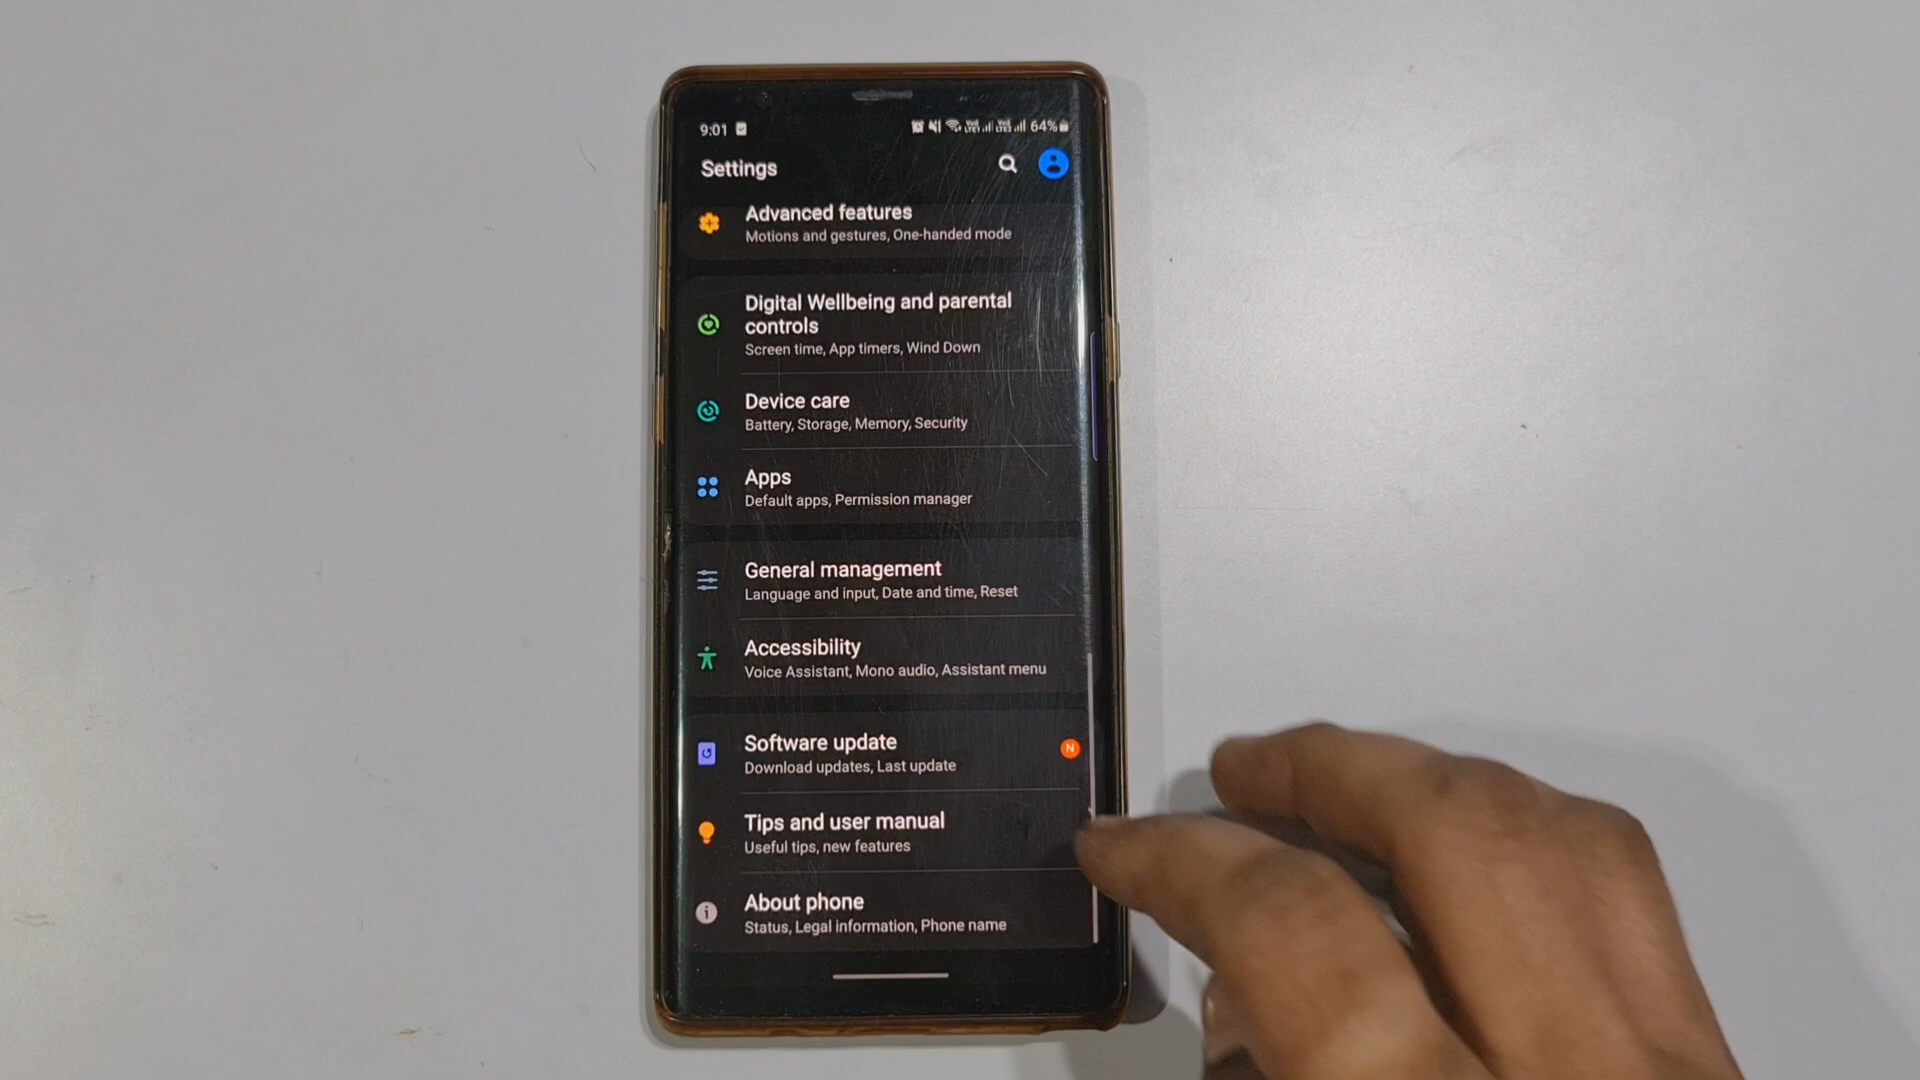 9:01 64%
Settings
Advanced features
Motions and gestures, One-handed mode
Digital Wellbeing and parental
controls
Screen time, App timers, Wind Down
Device care
Battery, Storage, Memory, Security
Apps
Default apps, Permission manager
General management
Language and input, Date and time, Reset
Accessibility
Voice Assistant, Mono audio, Assistant menu
Software update
N
Download updates, Last update
Tips and user manual
Useful tips, new features
About phone
Status, Legal information, Phone name